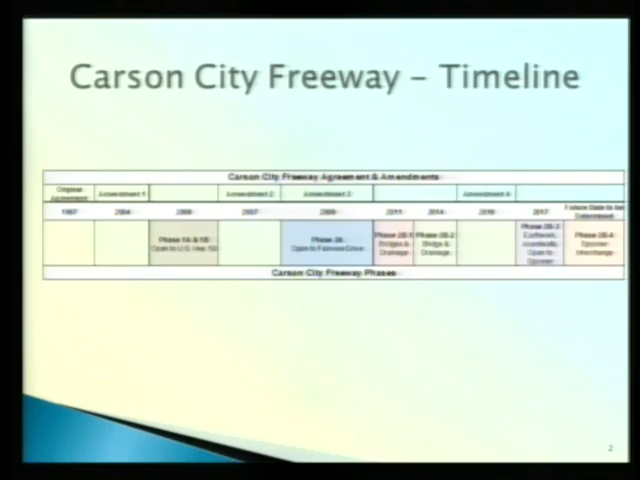 Carson City Freeway – Timeline
Carson City Freeway Agreement & Amendments
Original Agreement Amendment 1 Amendment 2 Amendment 3 Amendment 4
1997 2004 2006 2007 2009 2011 2014 2016 2017 Future Date to be Determined
Phase 1A & 1B: Open to U.S. Hwy 50 Phase 2A: Open to Fairview Drive Phase 2B-1: Bridges & Drainage Phase 2B-2: Bridge & Drainage Phase 2B-3: Earthwork, Open to Spooner Phase 2B-4: Spooner Interchange
Carson City Freeway Phases
2